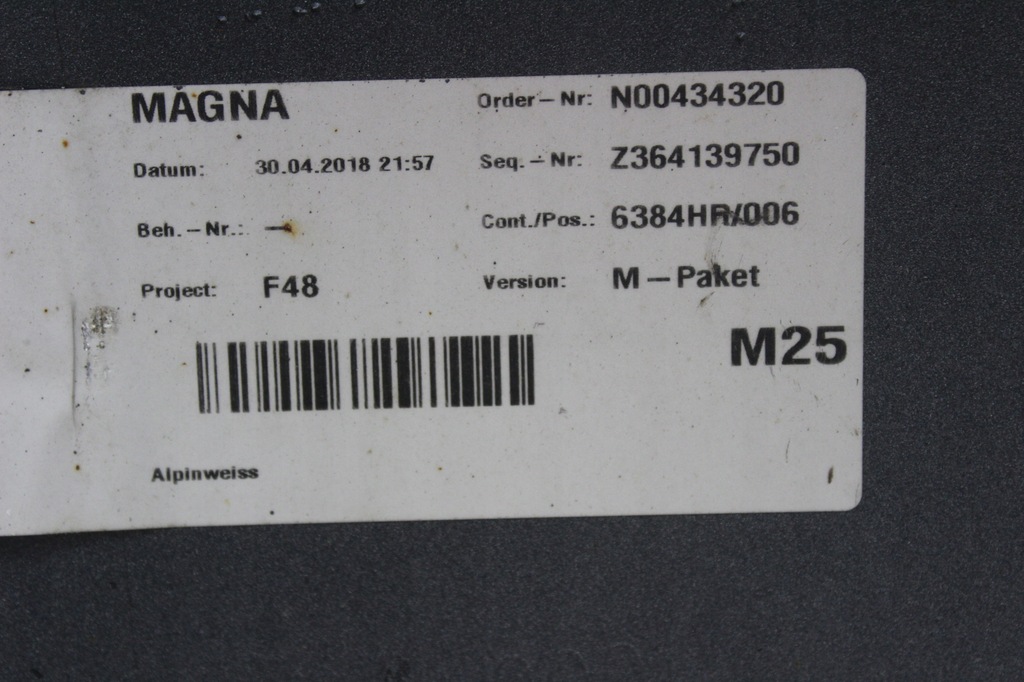 MAGNA
Order-Nr: N00434320
Datum: 30.04.2018 21:57
Seq.-Nr: Z364139750
Beh.-Nr.: -
Cont./Pos.: 6384HR/006
Project: F48
Version: M-Paket
M25
Alpinweiss